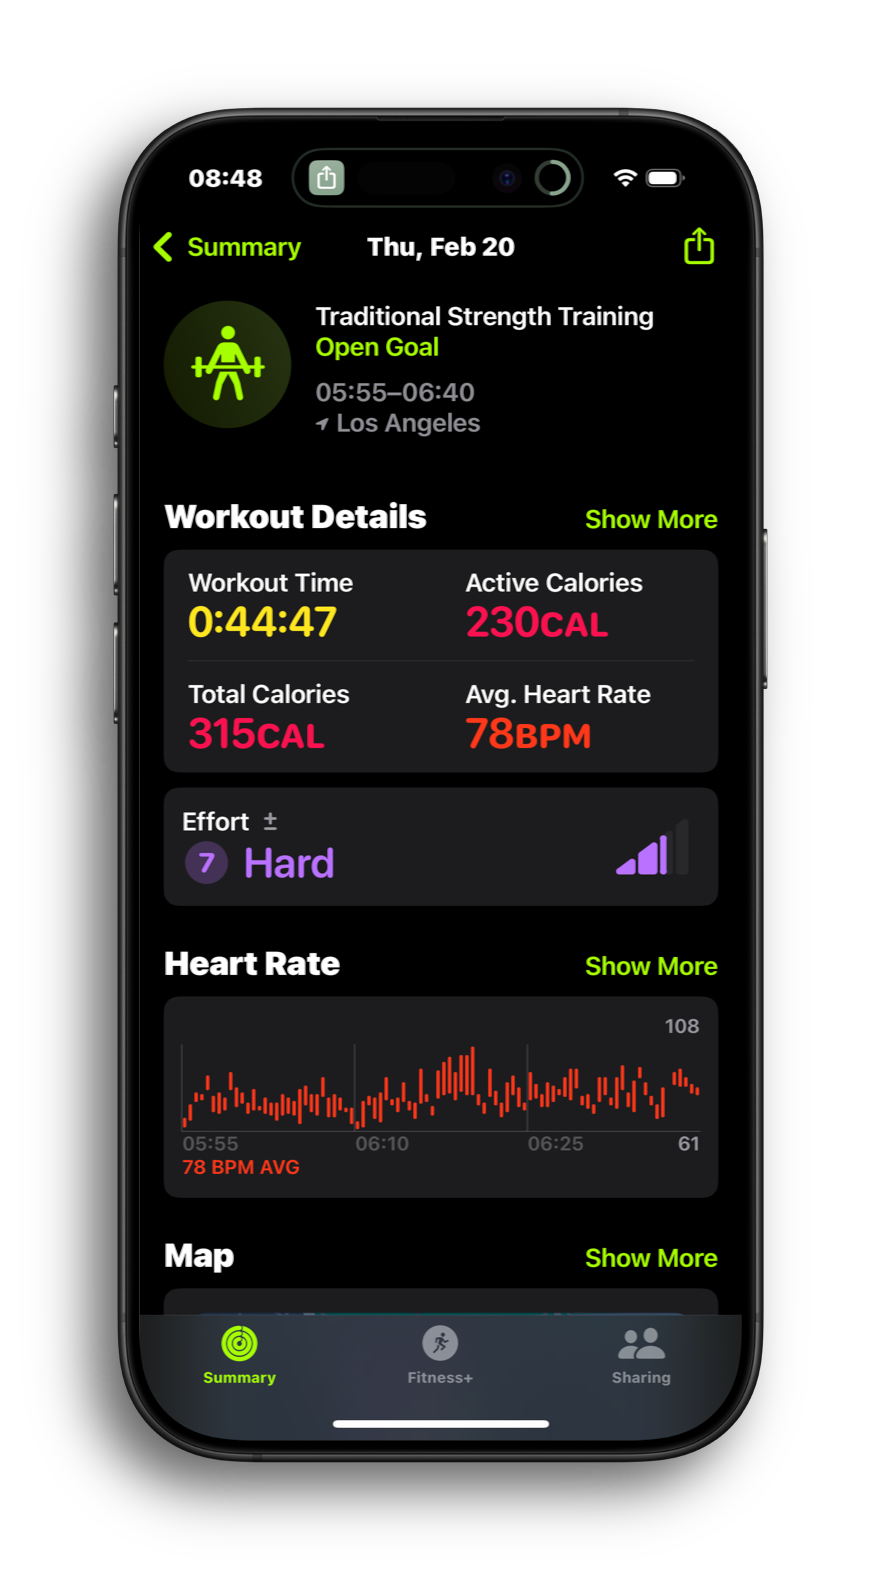 08:48
Summary
Thu, Feb 20
Traditional Strength Training
Open Goal
05:55–06:40
Los Angeles
Workout Details
Show More
Workout Time
Active Calories
0:44:47
230CAL
Total Calories
Avg. Heart Rate
315CAL
78BPM
Effort ±
7 Hard
Heart Rate
Show More
108
05:55
06:10
06:25
61
78 BPM AVG
Map
Show More
Summary
Fitness+
Sharing